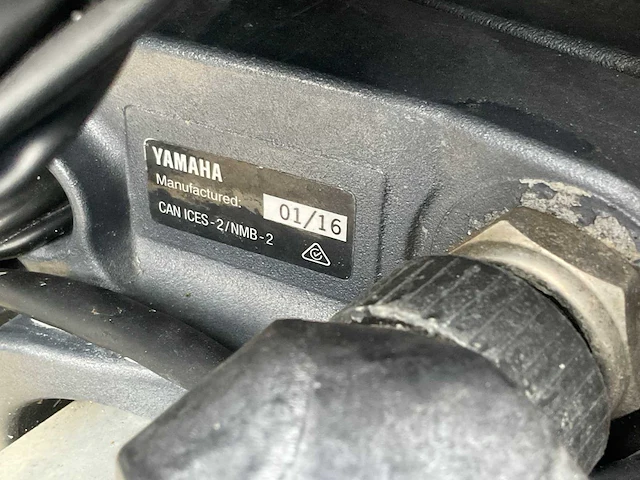 YAMAHA
Manufactured: 01/16
CAN ICES-2/NMB-2